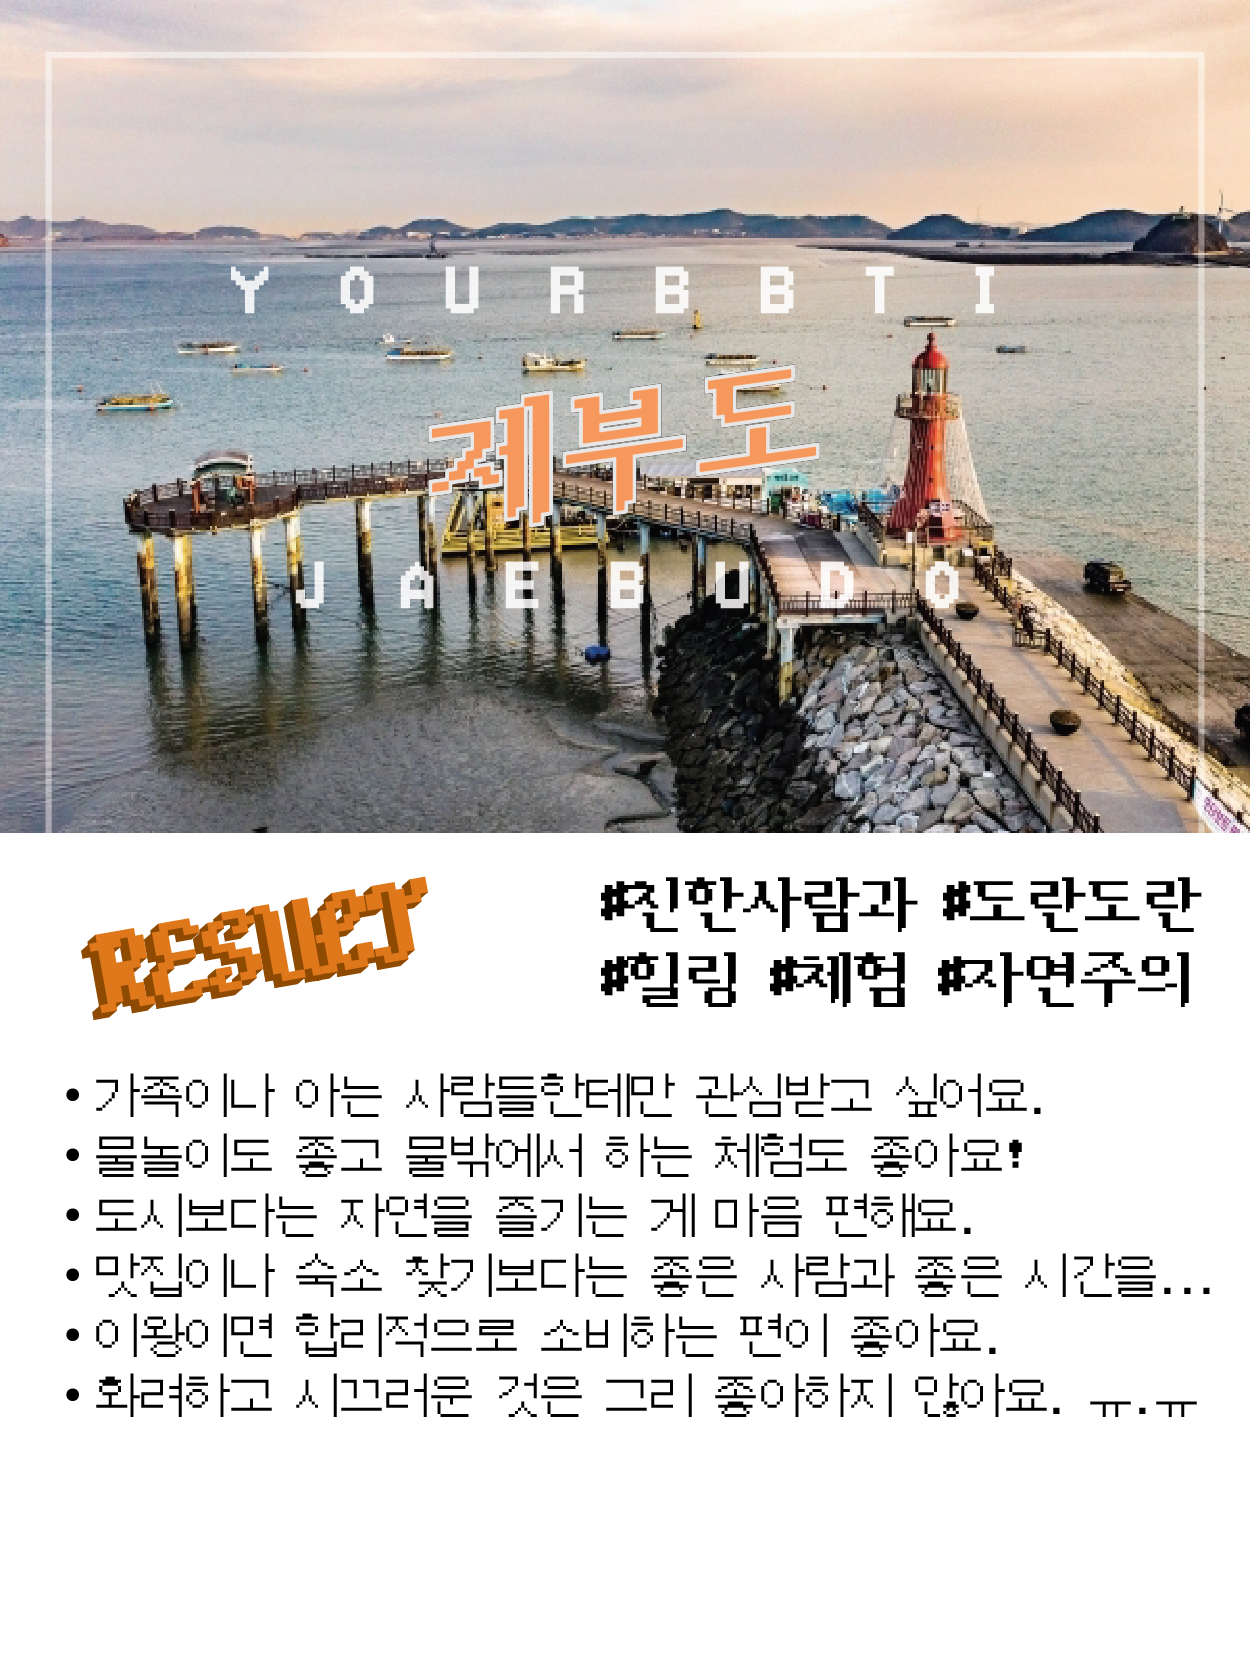 YOURBBTI
제부도
JAEBUDO
RESULT
#친한사람과 #도란도란
#힐링 #체험 #자연주의
• 가족이나 아는 사람들한테만 관심받고 싶어요.
• 물놀이도 좋고 물밖에서 하는 체험도 좋아요!
• 도시보다는 자연을 즐기는 게 마음 편해요.
• 맛집이나 숙소 찾기보다는 좋은 사람과 좋은 시간을...
• 이왕이면 합리적으로 소비하는 편이 좋아요.
• 화려하고 시끄러운 것은 그리 좋아하지 않아요. ㅠ.ㅠ